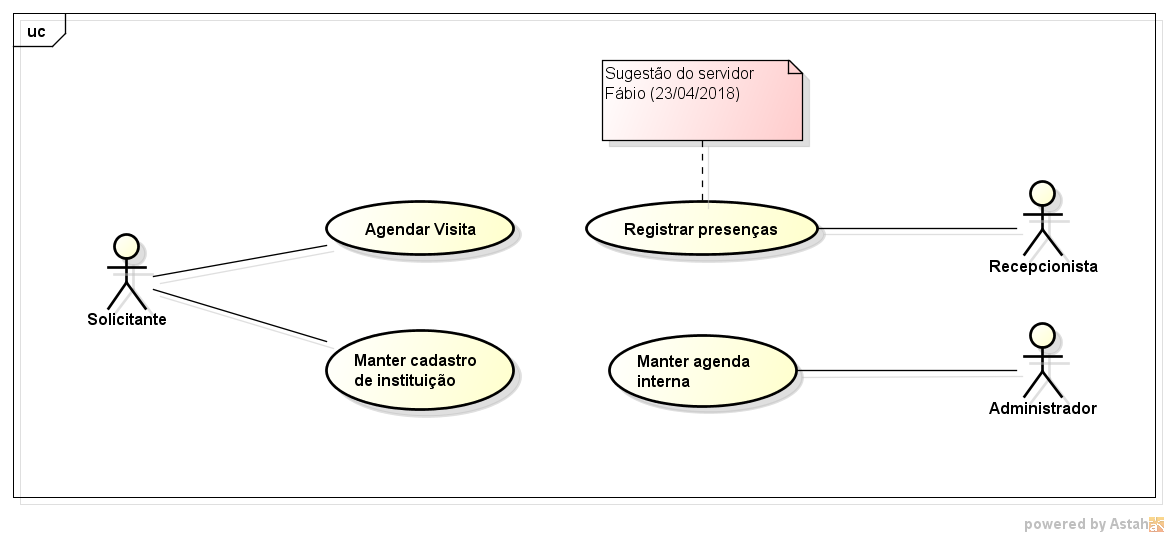 uc
Sugestão do servidor
Fábio (23/04/2018)
Agendar Visita
Registrar presenças
Recepcionista
Solicitante
Manter cadastro
de instituição
Manter agenda
interna
Administrador
powered by Astah